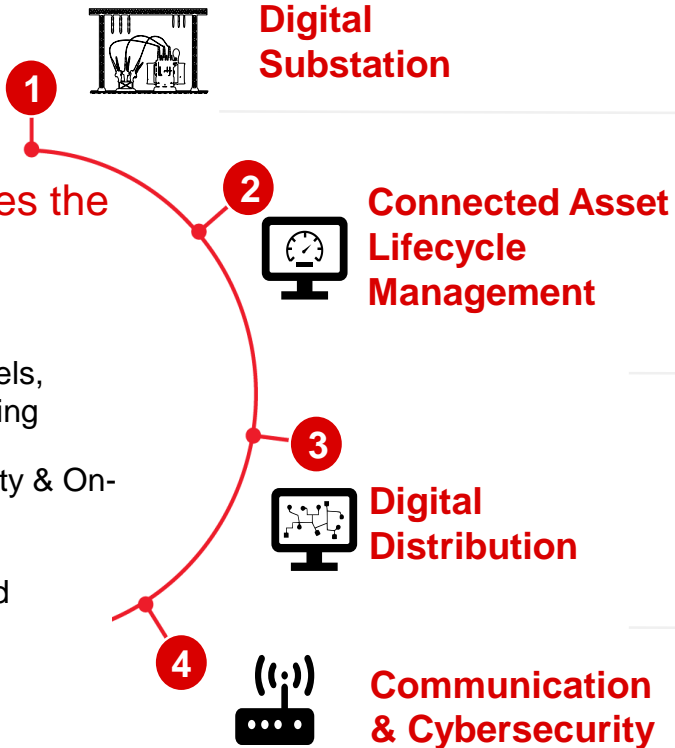 Digital
Substation
1
es the
2
Connected Asset
Lifecycle
Management
els,
ing
3
ty & On-
Digital
Distribution
d
4
Communication
& Cybersecurity